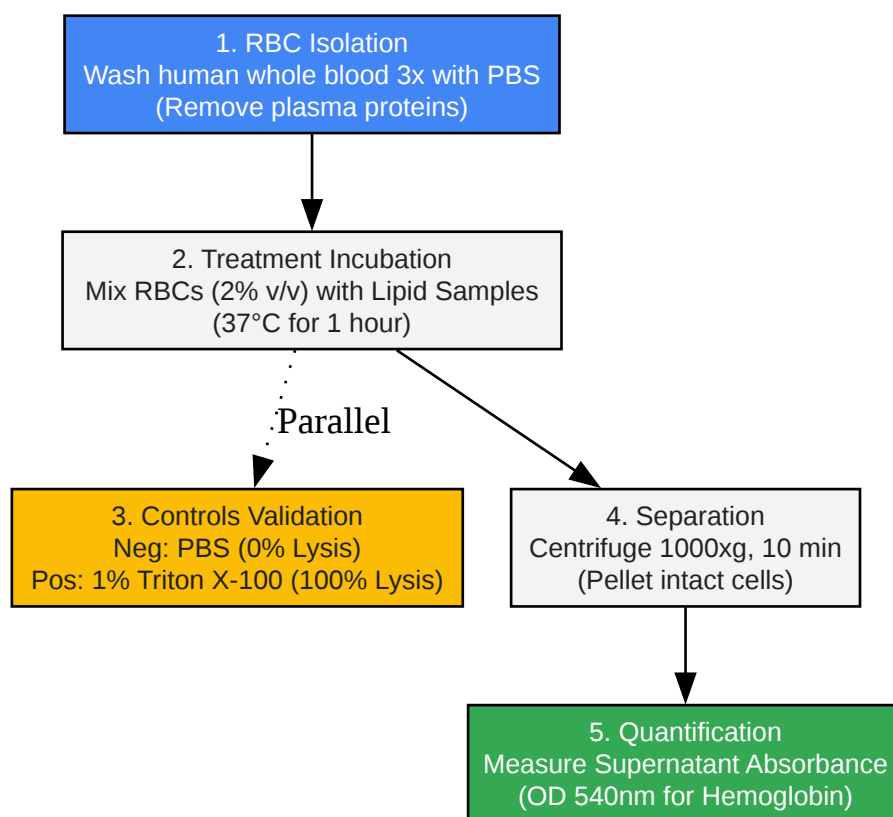 1. RBC Isolation
Wash human whole blood 3x with PBS
(Remove plasma proteins)
2. Treatment Incubation
Mix RBCs (2% v/v) with Lipid Samples
(37°C for 1 hour)
Parallel
3. Controls Validation
Neg: PBS (0% Lysis)
Pos: 1% Triton X-100 (100% Lysis)
4. Separation
Centrifuge 1000xg, 10 min
(Pellet intact cells)
5. Quantification
Measure Supernatant Absorbance
(OD 540nm for Hemoglobin)